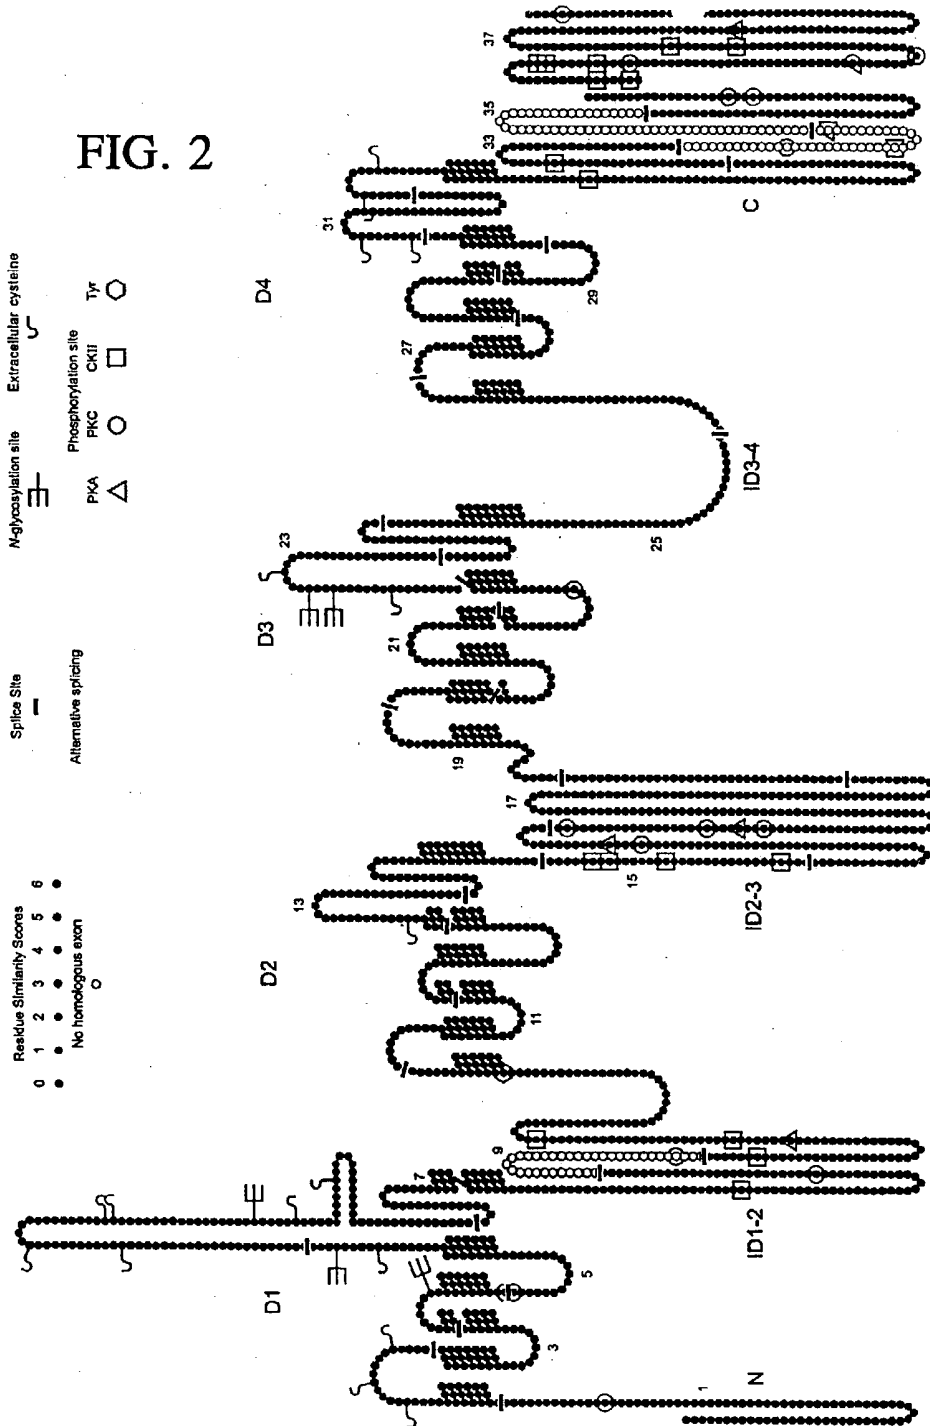 FIG. 2
Residue Similarity Scores
0 1 2 3 4 5 6
No homologous exon
Splice Site
Alternative splicing
N-glycosylation site
Extracellular cysteine
Phosphorylation site
PKA PKC CKII Tyr
D1
D2
D3
D4
N
1
3
5
7
9
ID1-2
11
13
15
ID2-3
17
19
21
23
25
ID3-4
27
29
31
33
35
37
C